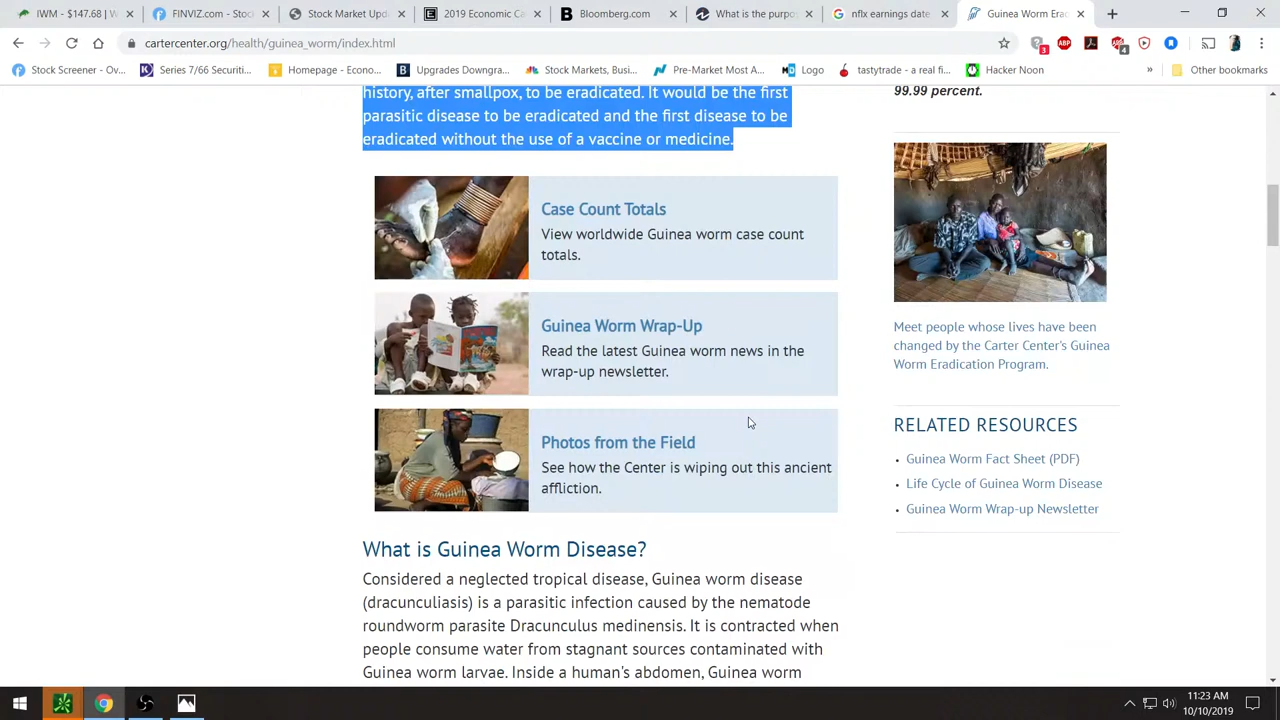 IWM - $147.68 | W
FINVIZ.com - Stock
Stock Market Upd
2019 Economic Ca
Bloomberg.com
What is the purpos
nflx earnings date
Guinea Worm Erac
cartercenter.org/health/guinea_worm/index.html
3
ABP
4
Stock Screener - Ov...
Series 7/66 Securiti...
Homepage - Econo...
Upgrades Downgra...
Stock Markets, Busi...
Pre-Market Most A...
Logo
tastytrade - a real fi...
Hacker Noon
»
Other bookmarks
history, after smallpox, to be eradicated. It would be the first
parasitic disease to be eradicated and the first disease to be
eradicated without the use of a vaccine or medicine.
99.99 percent.
Case Count Totals
View worldwide Guinea worm case count
totals.
Guinea Worm Wrap-Up
Read the latest Guinea worm news in the
wrap-up newsletter.
Photos from the Field
See how the Center is wiping out this ancient
affliction.
Meet people whose lives have been
changed by the Carter Center's Guinea
Worm Eradication Program.
RELATED RESOURCES
• Guinea Worm Fact Sheet (PDF)
• Life Cycle of Guinea Worm Disease
• Guinea Worm Wrap-up Newsletter
What is Guinea Worm Disease?
Considered a neglected tropical disease, Guinea worm disease
(dracunculiasis) is a parasitic infection caused by the nematode
roundworm parasite Dracunculus medinensis. It is contracted when
people consume water from stagnant sources contaminated with
Guinea worm larvae. Inside a human's abdomen, Guinea worm
11:23 AM
10/10/2019